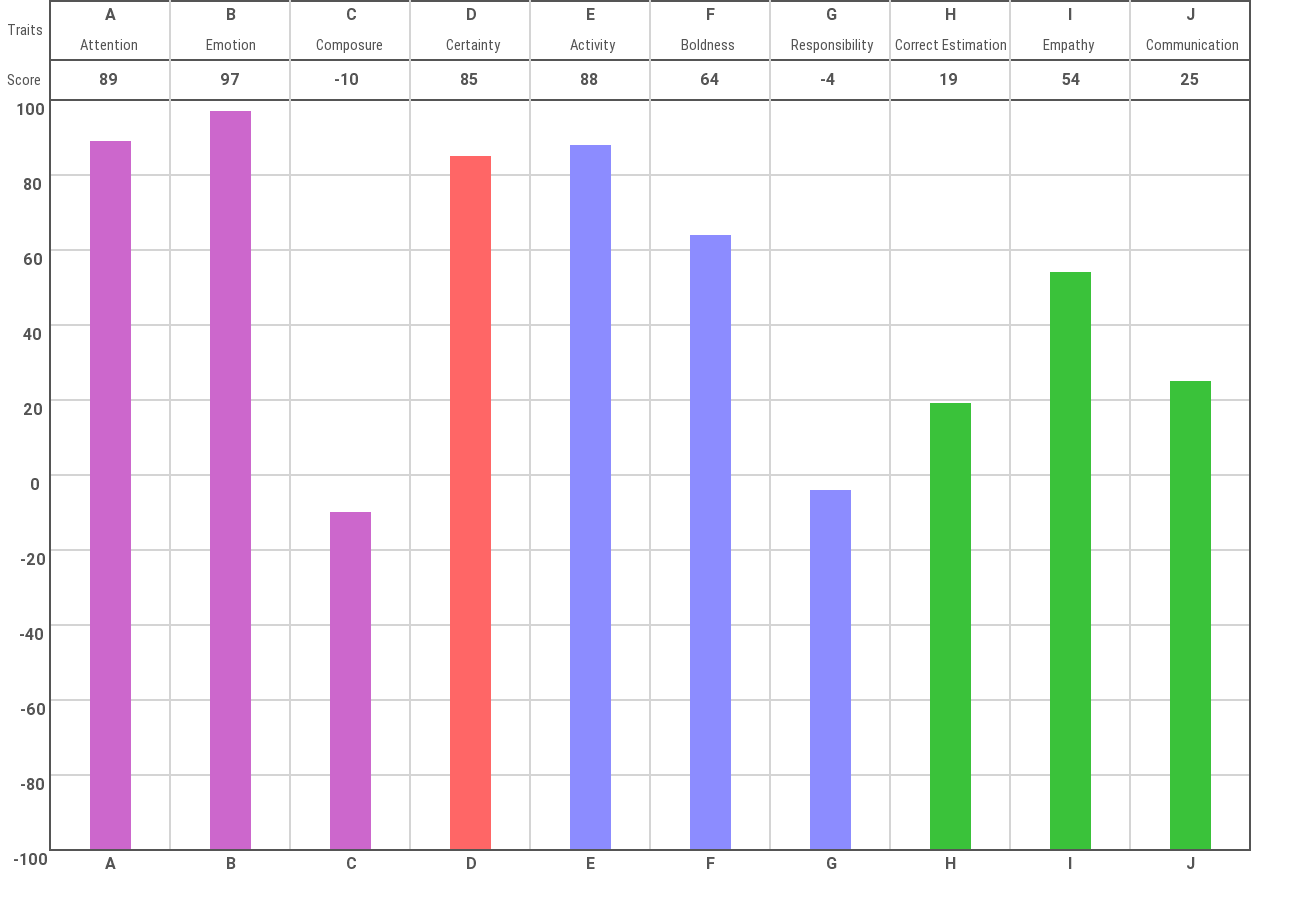 A B C D E F G H I J
Traits
Attention Emotion Composure Certainty Activity Boldness Responsibility Correct Estimation Empathy Communication
Score 89 97 -10 85 88 64 -4 19 54 25
100
80
60
40
20
0
-20
-40
-60
-80
-100
A B C D E F G H I J